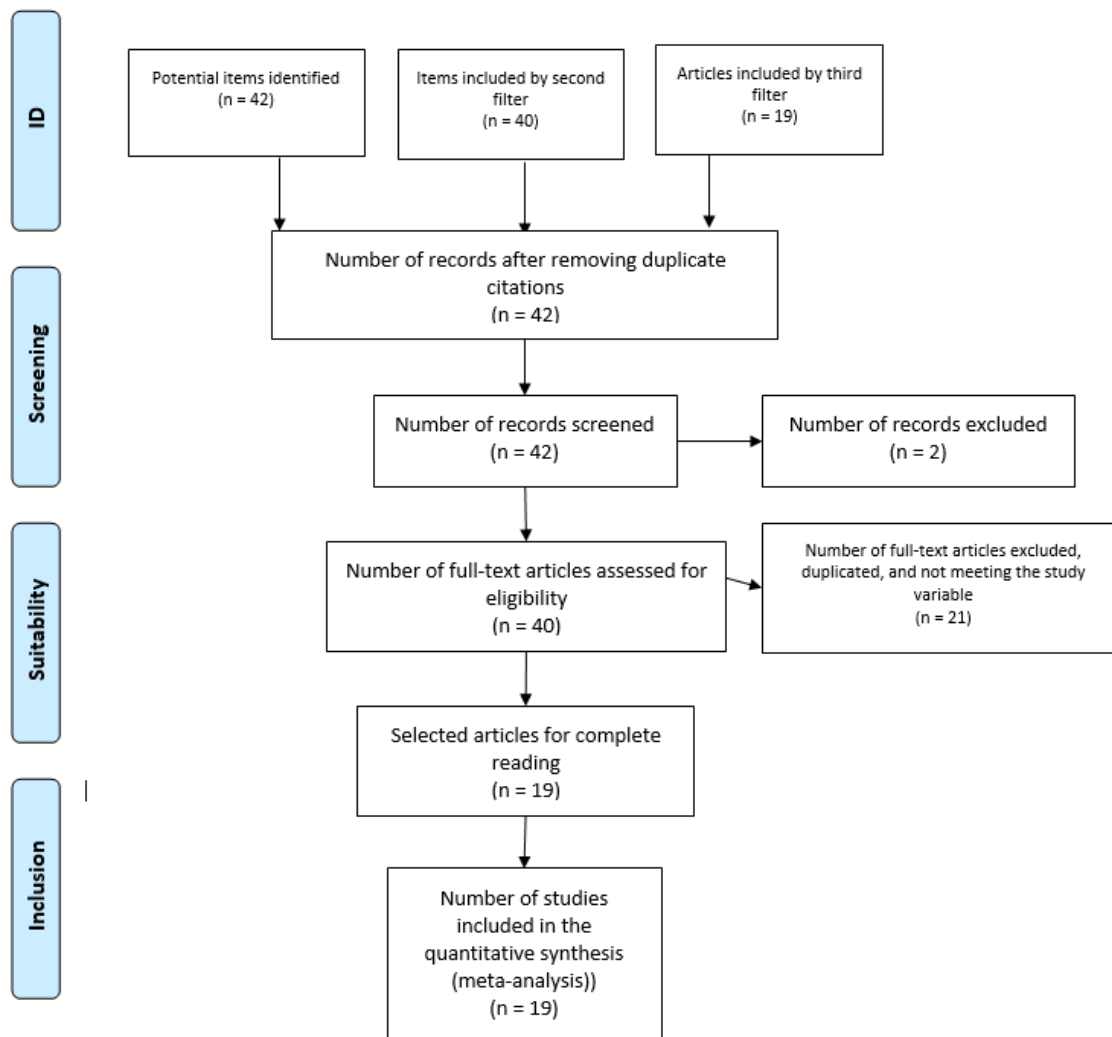 ID
Potential items identified
(n = 42)
Items included by second
filter
(n = 40)
Articles included by third
filter
(n = 19)
Number of records after removing duplicate
citations
(n = 42)
Screening
Number of records screened
(n = 42)
Number of records excluded
(n = 2)
Suitability
Number of full-text articles assessed for
eligibility
(n = 40)
Number of full-text articles excluded,
duplicated, and not meeting the study
variable
(n = 21)
Selected articles for complete
reading
(n = 19)
Inclusion
Number of studies
included in the
quantitative synthesis
(meta-analysis))
(n = 19)